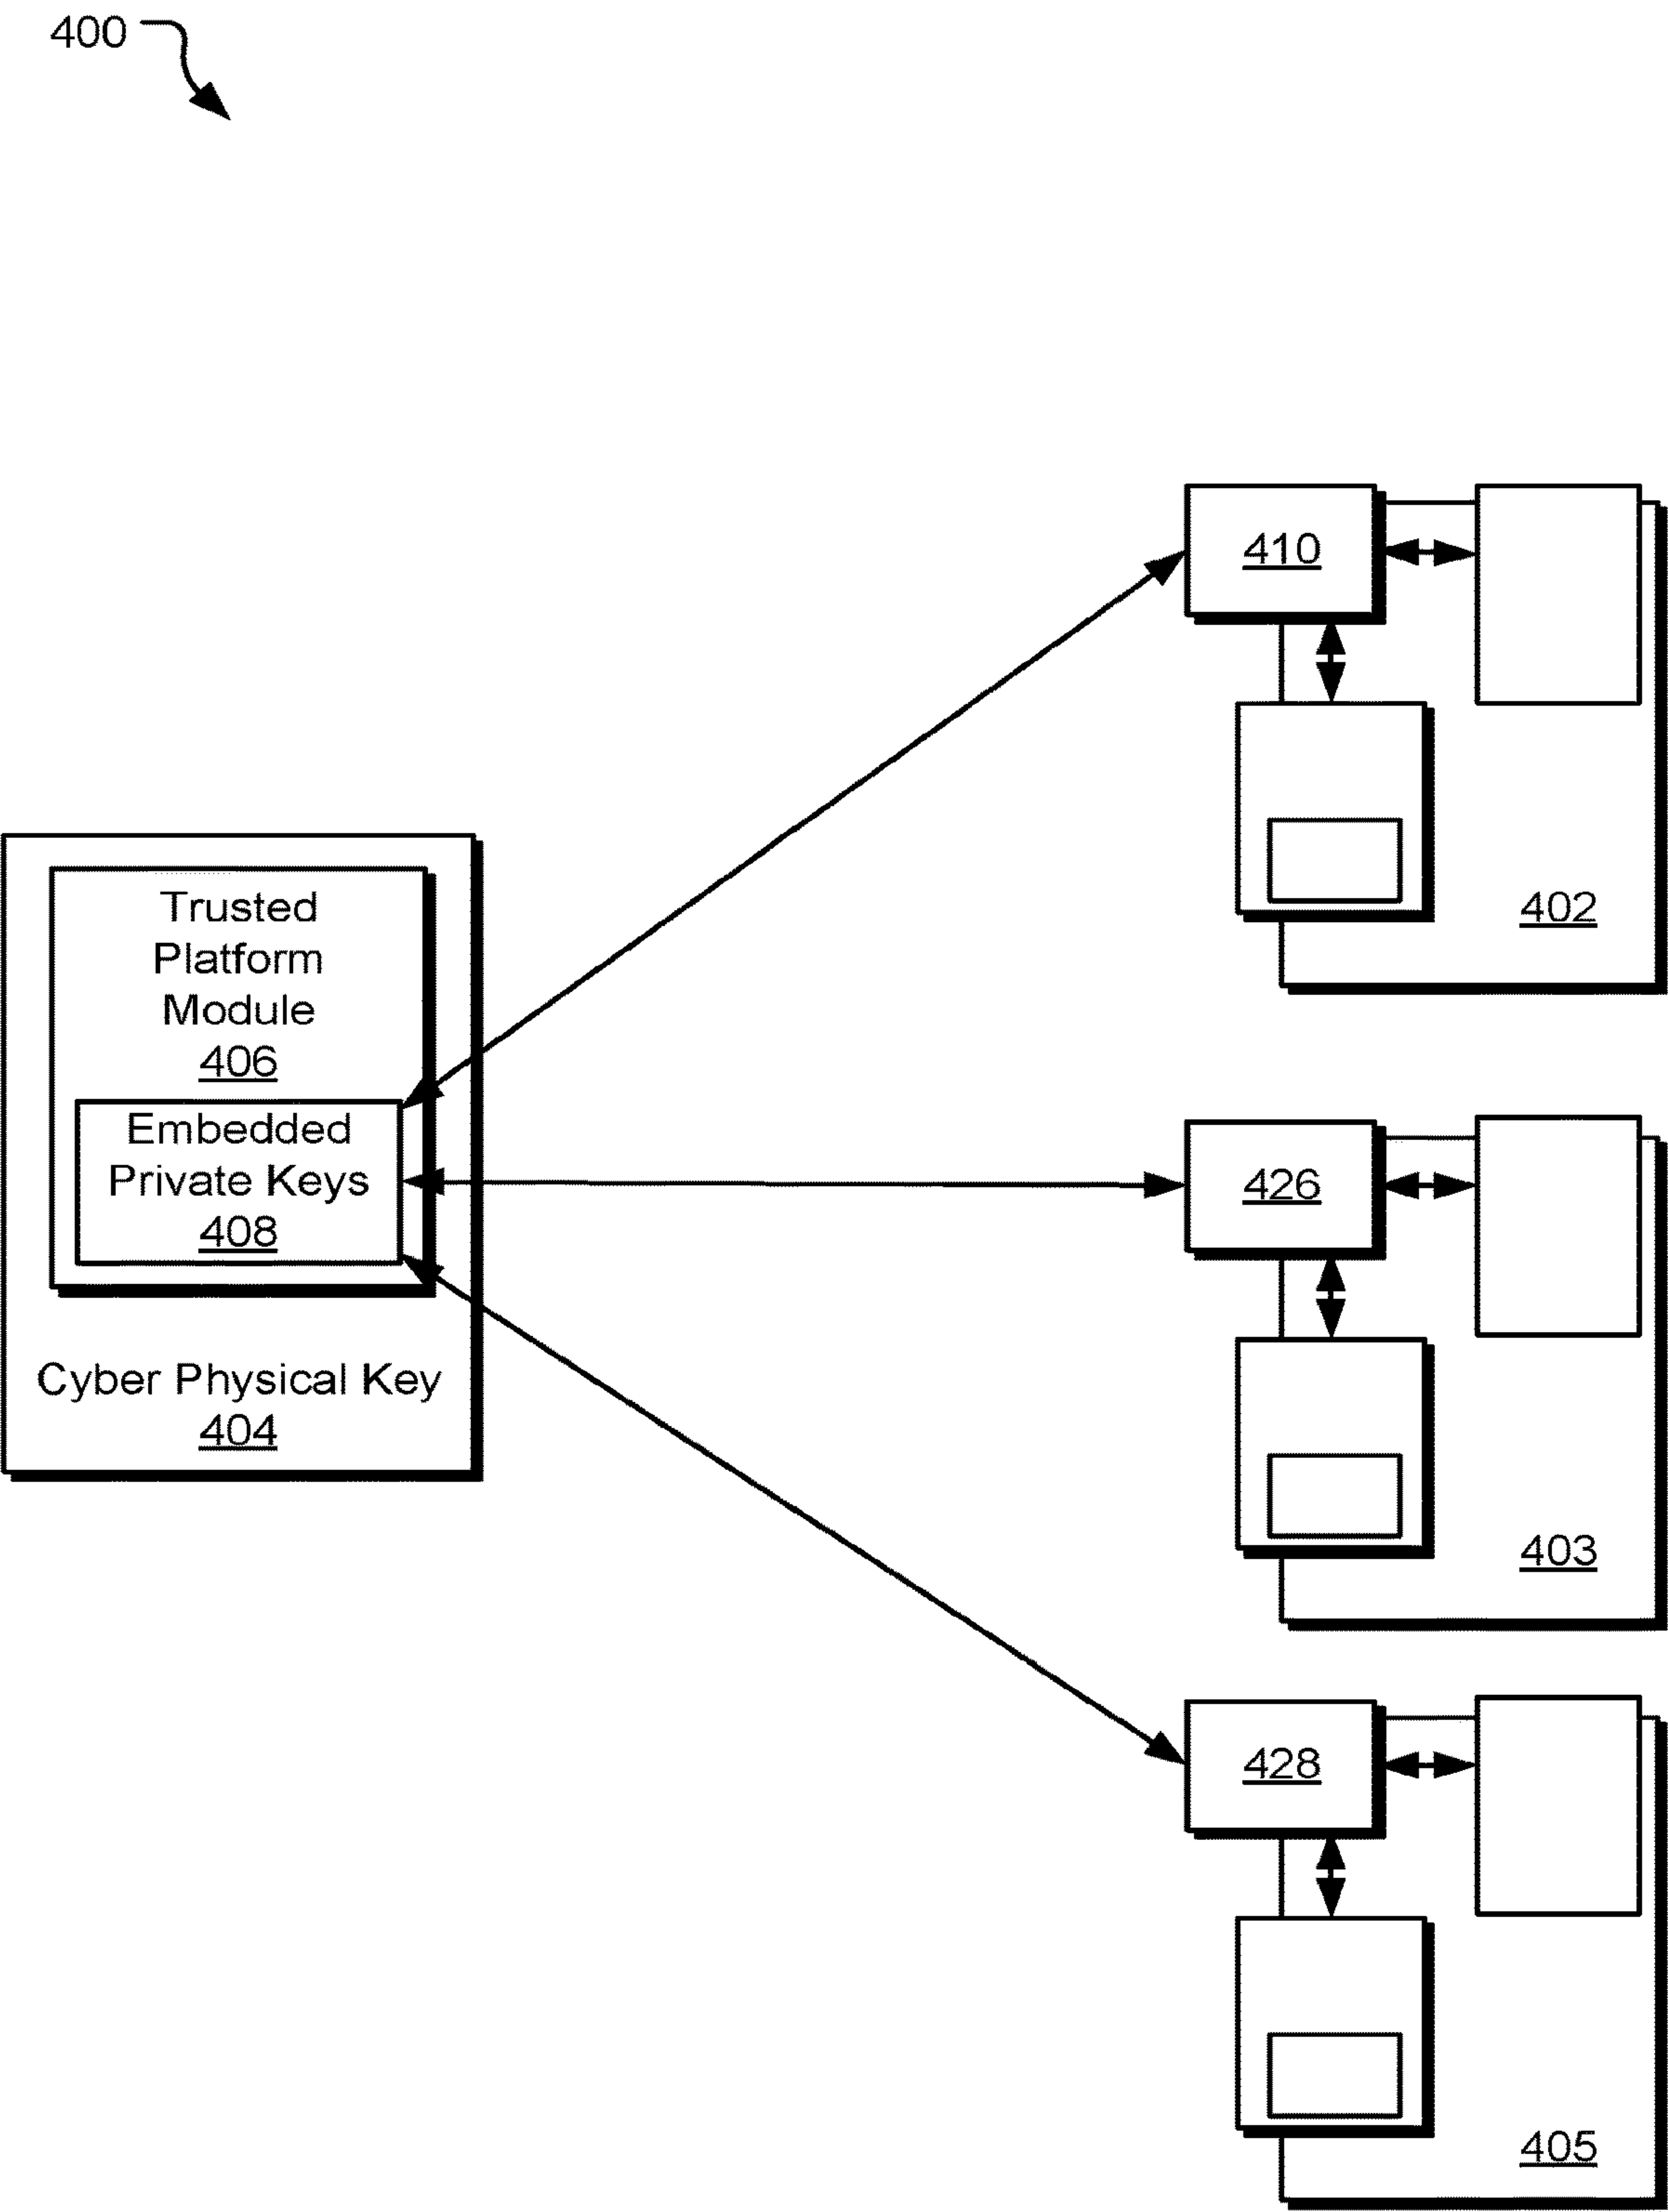 400
410
402
Trusted
Platform
Module
406
Embedded
Private Keys
408
Cyber Physical Key
404
426
403
428
405